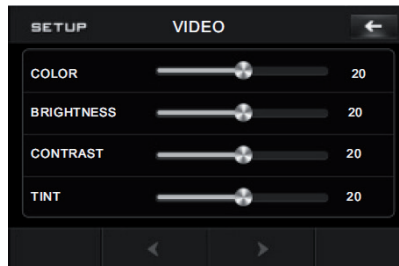 SETUP VIDEO
COLOR 20
BRIGHTNESS 20
CONTRAST 20
TINT 20